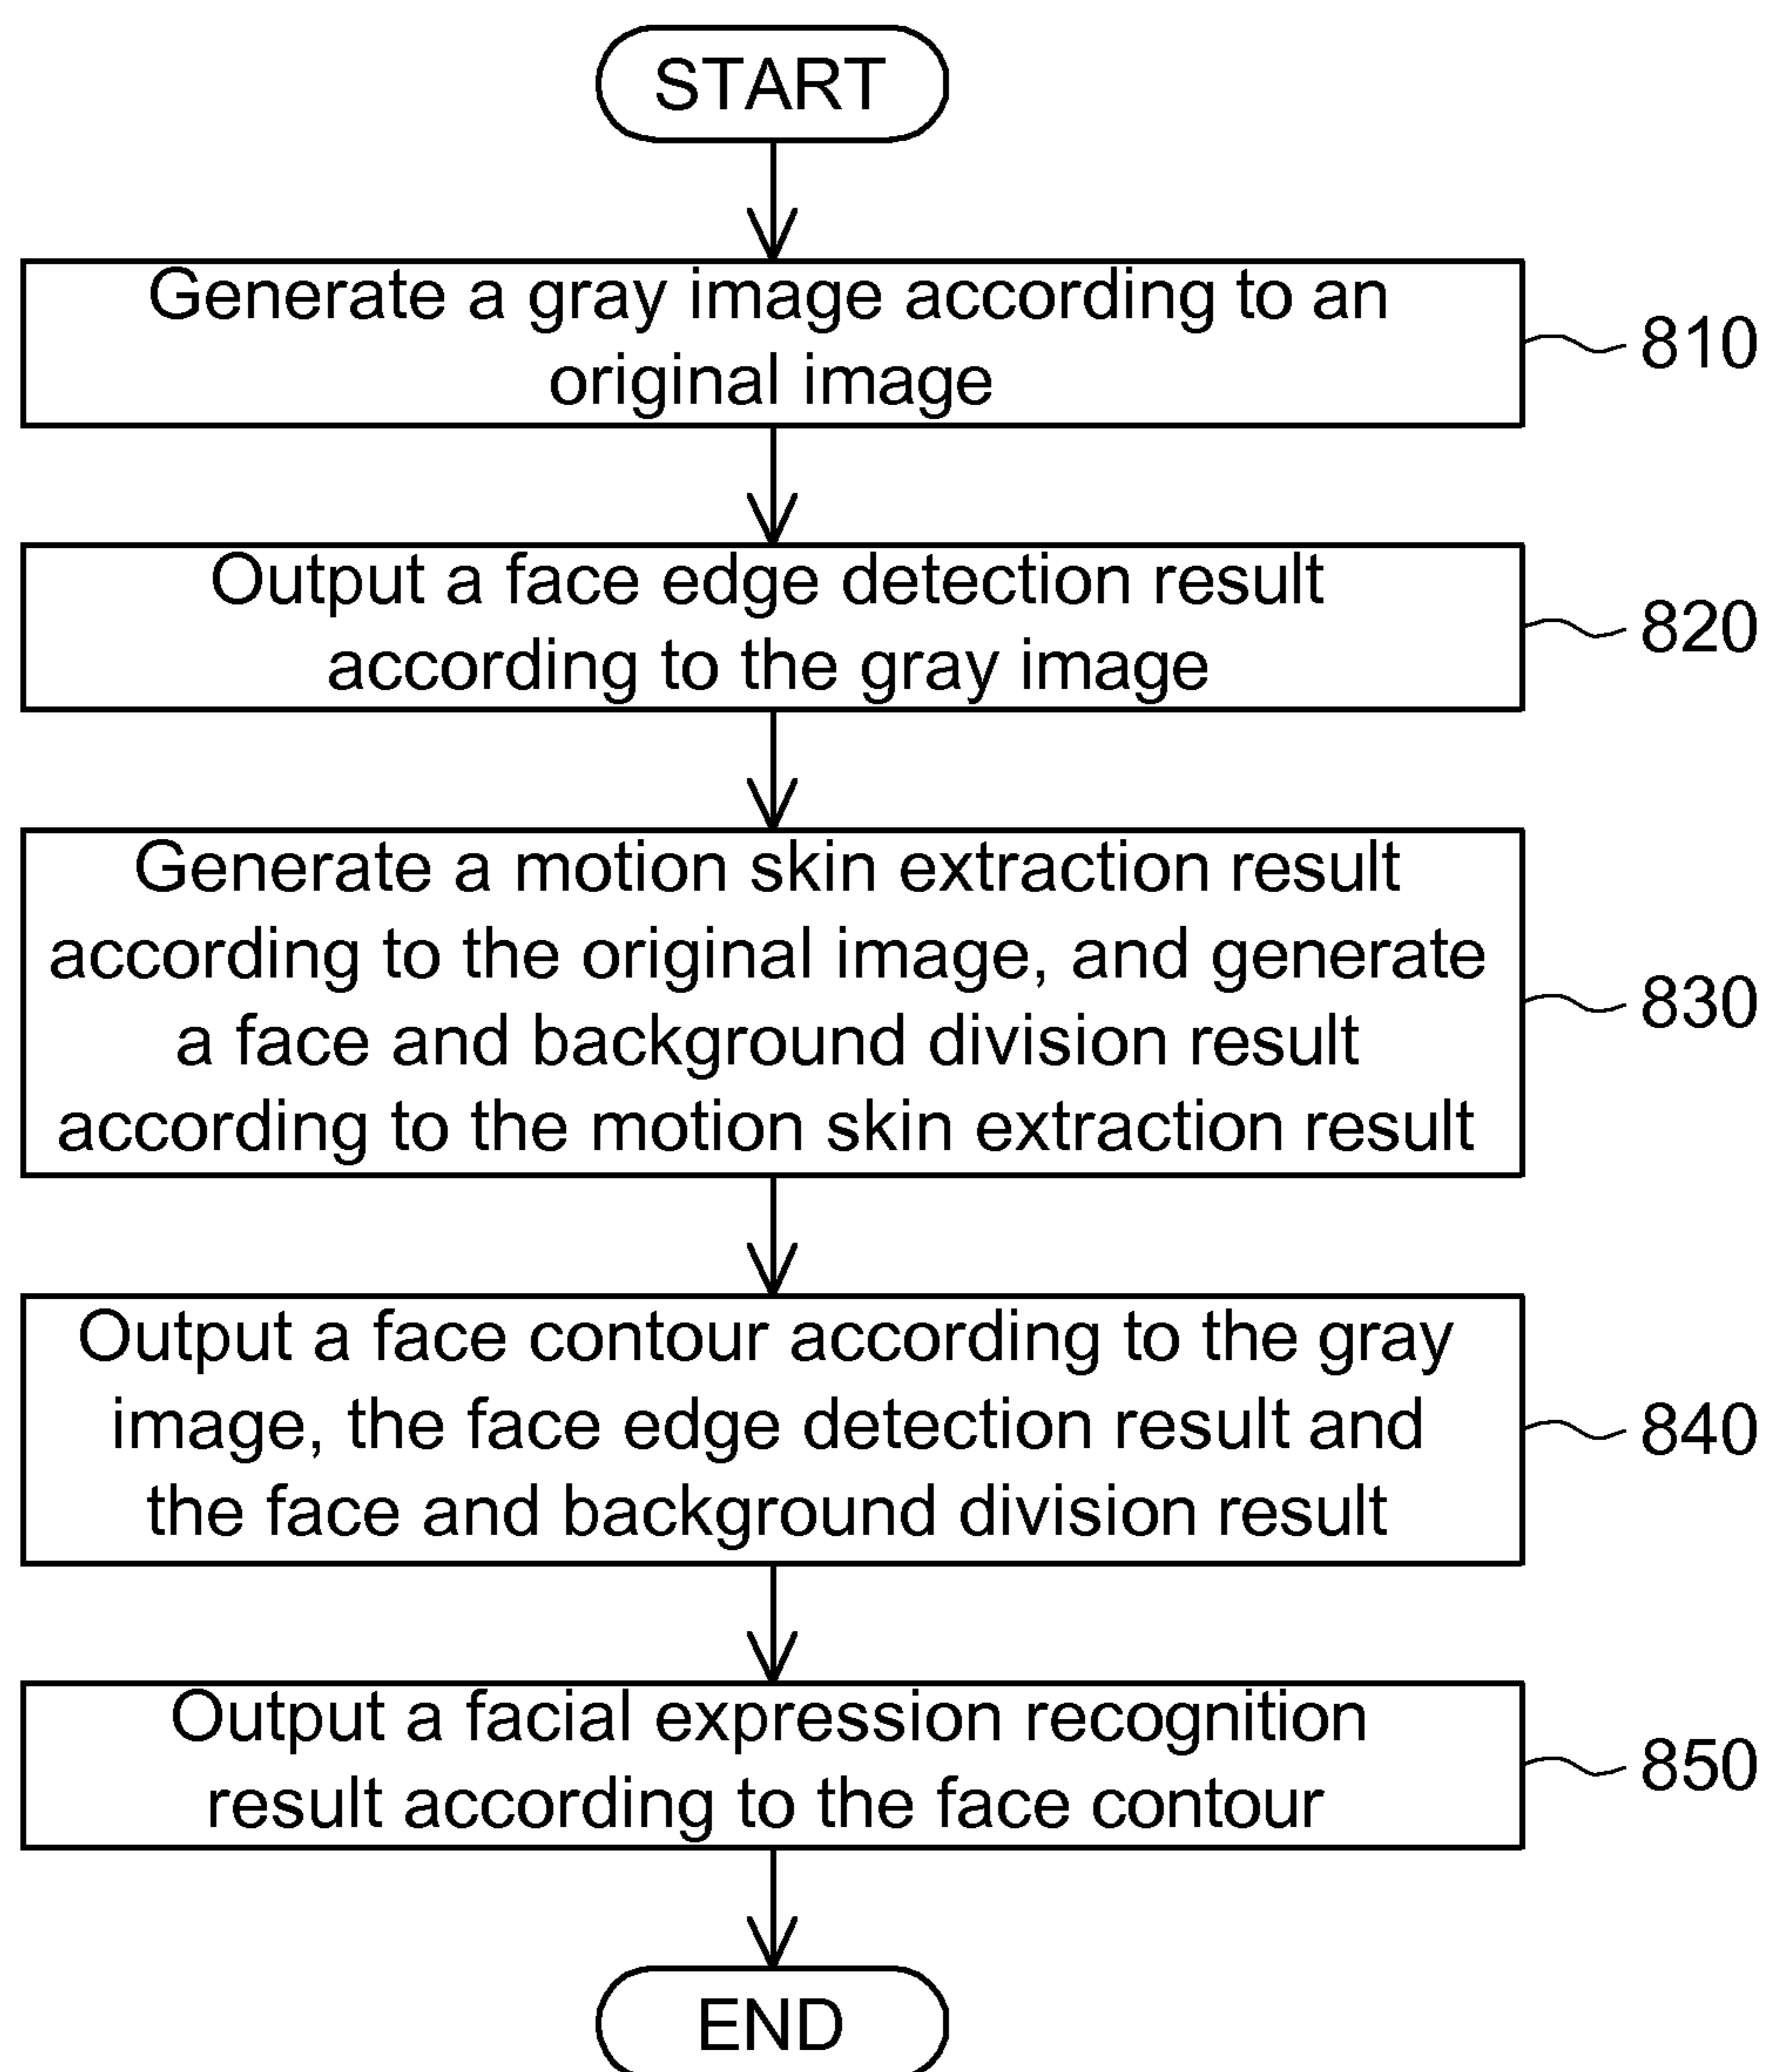 START
Generate a gray image according to an
original image
810
Output a face edge detection result
according to the gray image
820
Generate a motion skin extraction result
according to the original image, and generate
a face and background division result
according to the motion skin extraction result
830
Output a face contour according to the gray
image, the face edge detection result and
the face and background division result
840
Output a facial expression recognition
result according to the face contour
850
END